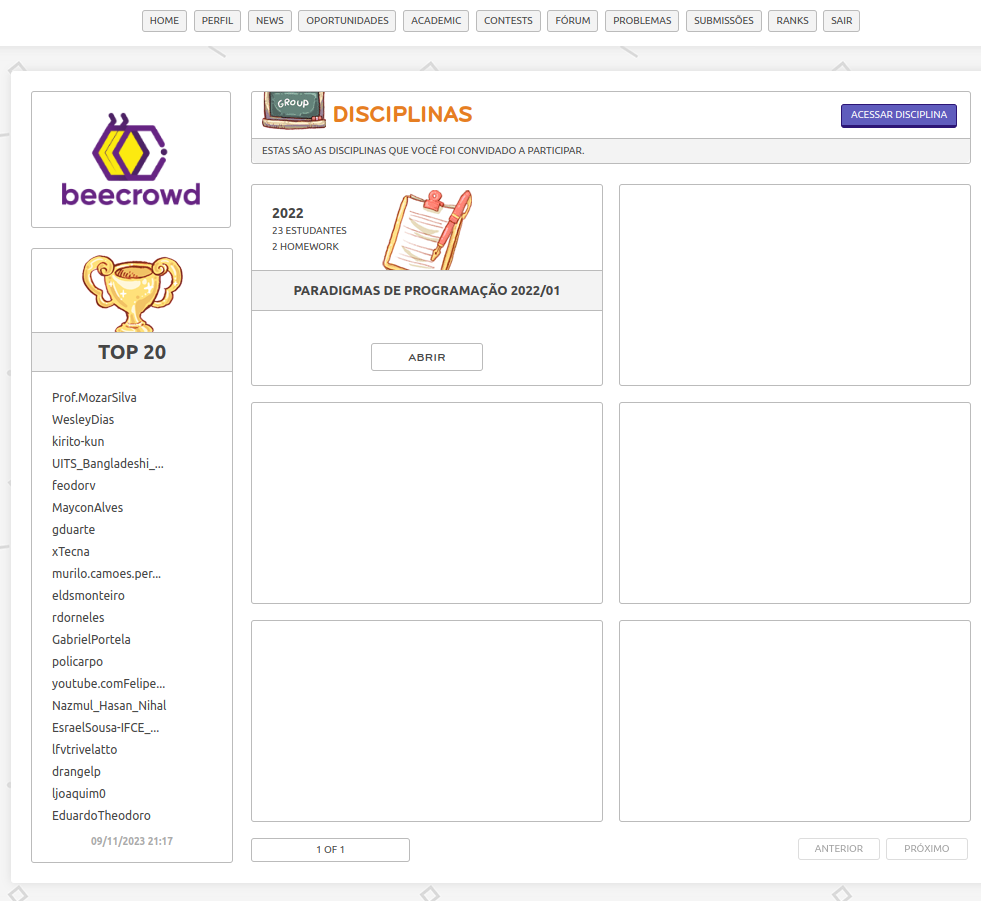 HOME PERFIL NEWS OPORTUNIDADES ACADEMIC CONTESTS FÓRUM PROBLEMAS SUBMISSÕES RANKS SAIR
beecrowd
TOP 20
Prof.MozarSilva
WesleyDias
kirito-kun
UITS_Bangladeshi_...
feodorv
MayconAlves
gduarte
xTecna
murilo.camoes.per...
eldsmonteiro
rdorneles
GabrielPortela
policarpo
youtube.comFelipe...
Nazmul_Hasan_Nihal
EsraelSousa-IFCE_...
lfvtrivelatto
drangelp
ljoaquim0
EduardoTheodoro
09/11/2023 21:17
GROUP DISCIPLINAS ACESSAR DISCIPLINA
ESTAS SÃO AS DISCIPLINAS QUE VOCÊ FOI CONVIDADO A PARTICIPAR.
2022
23 ESTUDANTES
2 HOMEWORK
PARADIGMAS DE PROGRAMAÇÃO 2022/01
ABRIR
1 OF 1 ANTERIOR PRÓXIMO